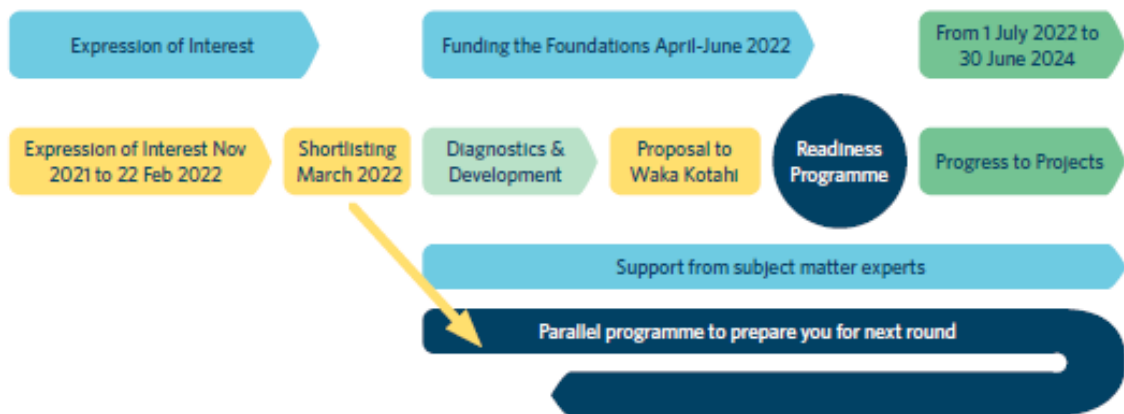 Expression of Interest
Funding the Foundations April-June 2022
From 1 July 2022 to
30 June 2024
Expression of Interest Nov
2021 to 22 Feb 2022
Shortlisting
March 2022
Diagnostics &
Development
Proposal to
Waka Kotahi
Readiness
Programme
Progress to Projects
Support from subject matter experts
Parallel programme to prepare you for next round